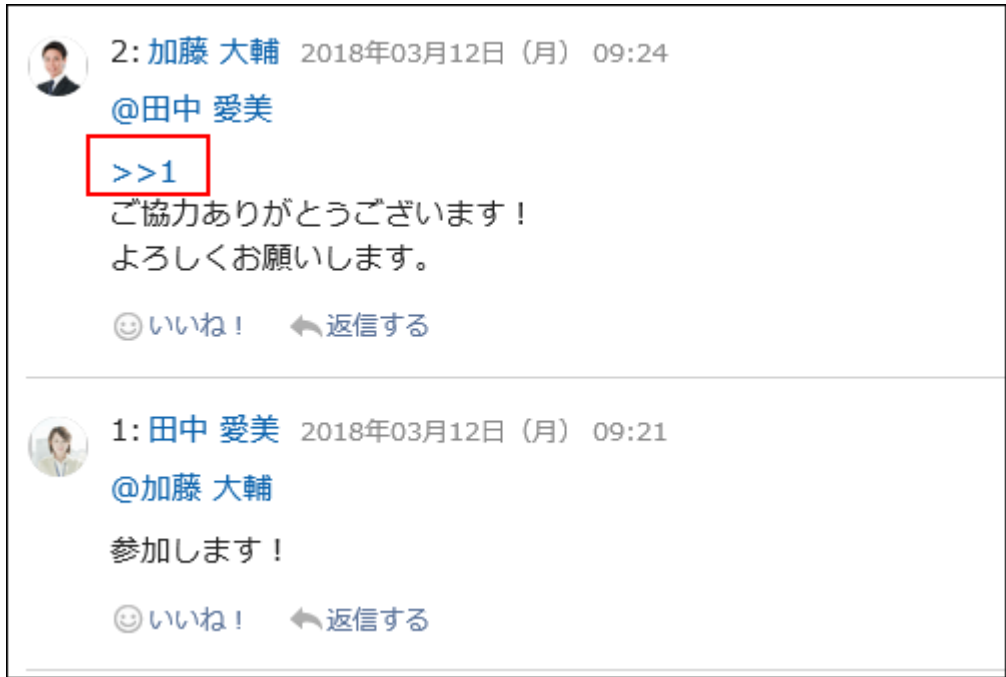 2: 加藤 大輔 2018年03月12日（月） 09:24
@田中 愛美
>>1
ご協力ありがとうございます！
よろしくお願いします。
いいね！ 返信する
1: 田中 愛美 2018年03月12日（月） 09:21
@加藤 大輔
参加します！
いいね！ 返信する